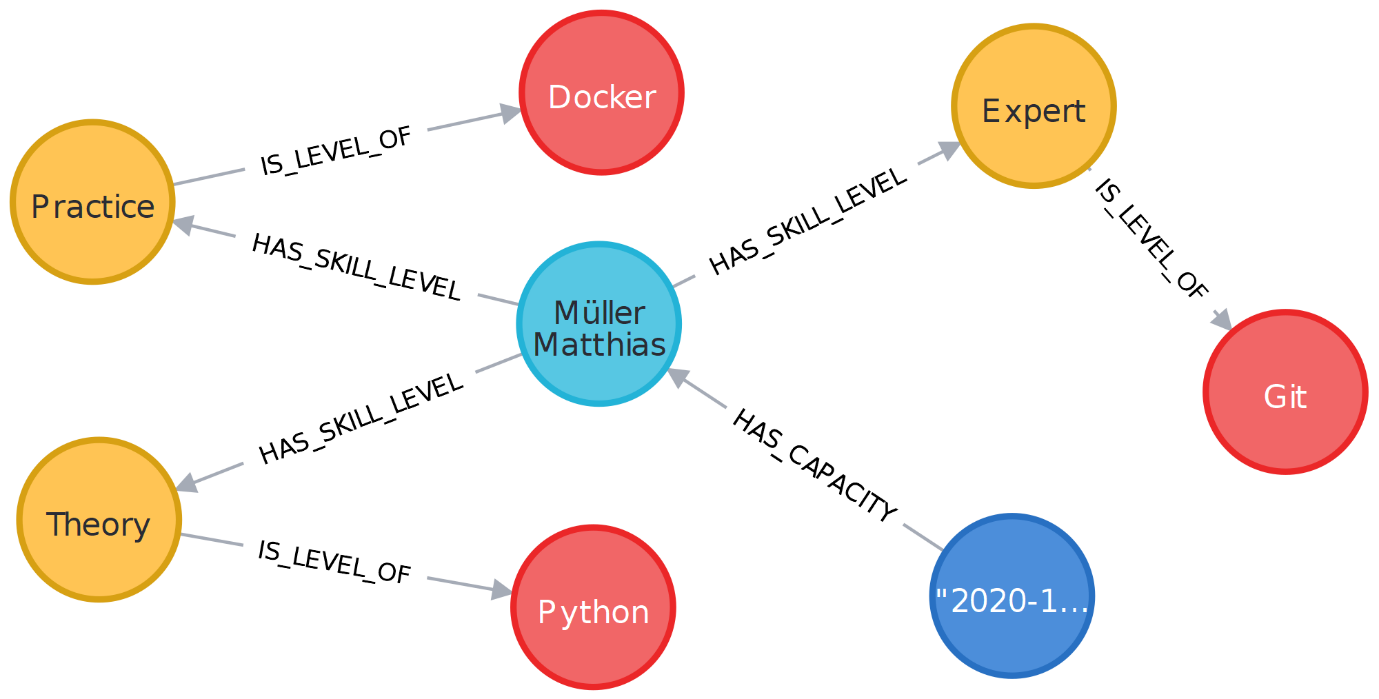 Docker
Expert
IS_LEVEL_OF
Practice
HAS_SKILL_LEVEL
IS_LEVEL_OF
HAS_SKILL_LEVEL
Müller
Matthias
HAS_SKILL_LEVEL
Git
HAS_CAPACITY
Theory
IS_LEVEL_OF
Python
"2020-1...